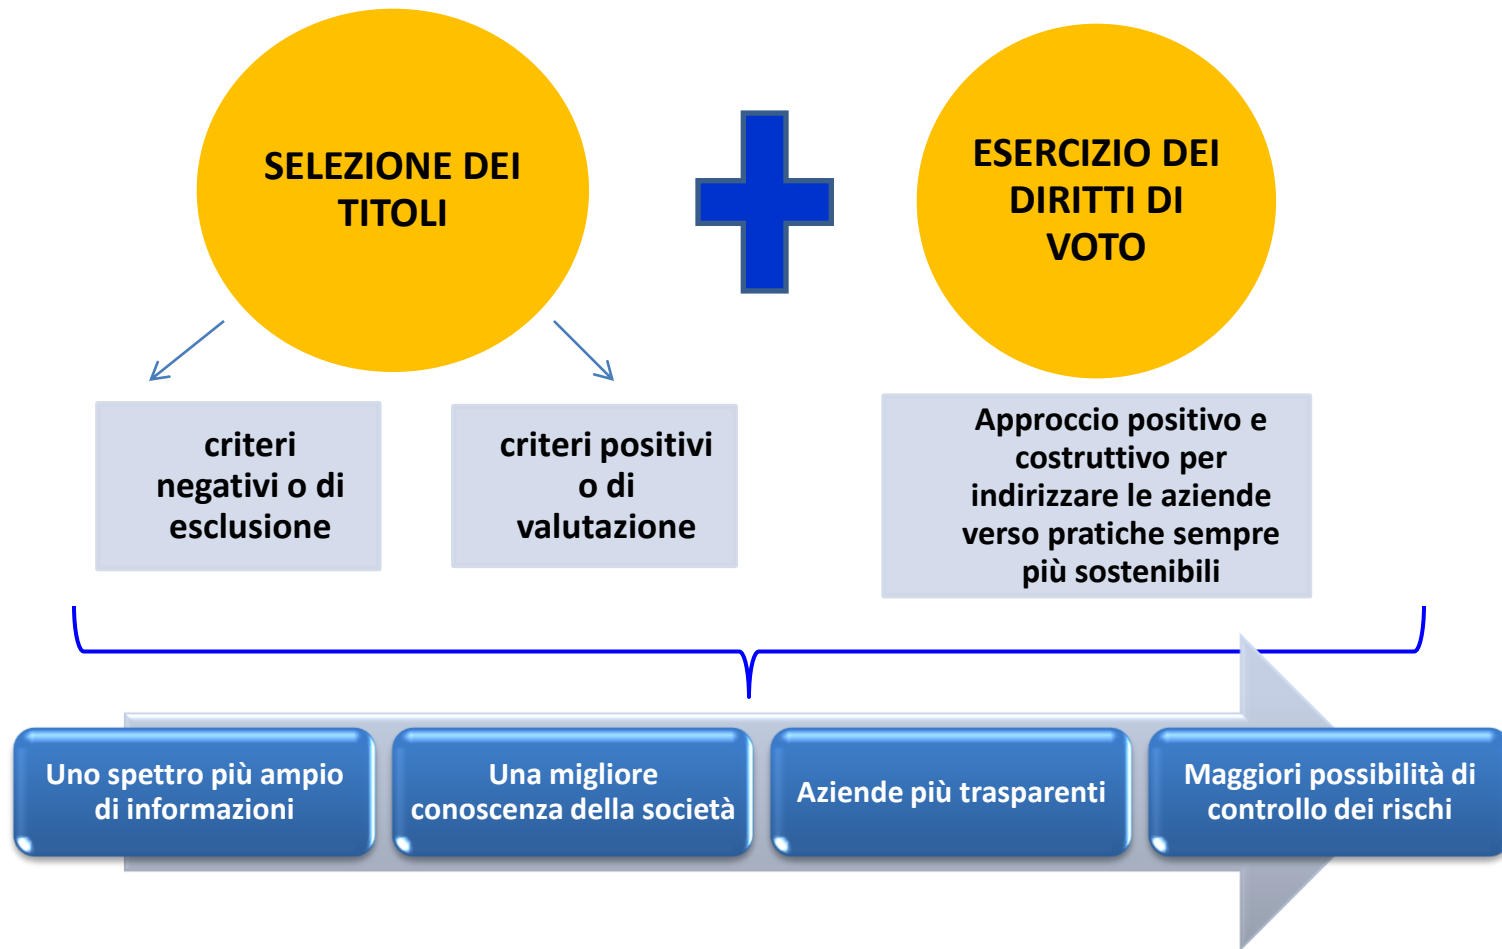 SELEZIONE DEI
TITOLI
ESERCIZIO DEI
DIRITTI DI
VOTO
criteri
negativi o di
esclusione
criteri positivi
o di
valutazione
Approccio positivo e
costruttivo per
indirizzare le aziende
verso pratiche sempre
più sostenibili
Uno spettro più ampio
di informazioni
Una migliore
conoscenza della società
Aziende più trasparenti
Maggiori possibilità di
controllo dei rischi